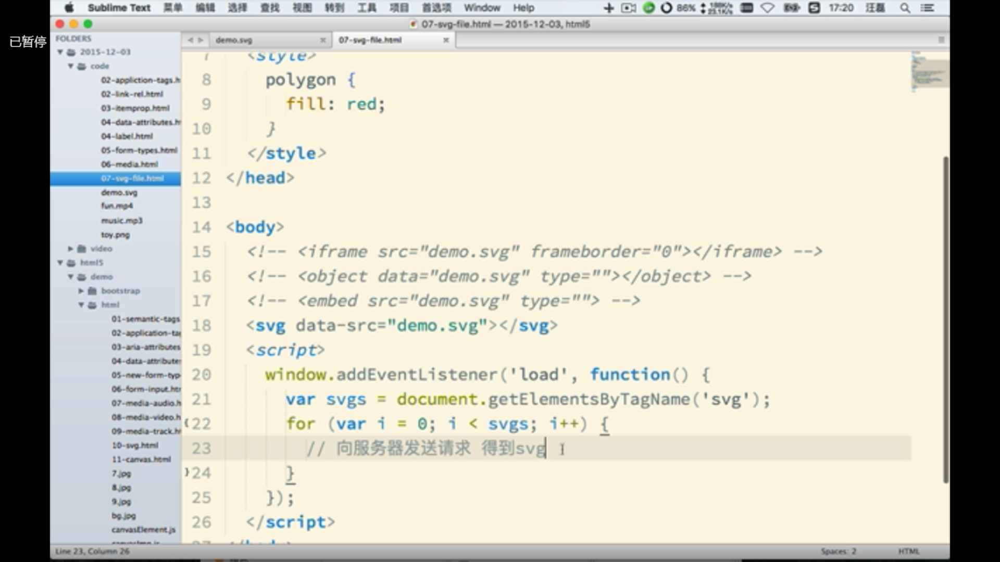 Sublime Text 菜单 编辑 选择 查找 视图 转到 工具 项目 首选项 Window Help 86% 17:20 汪磊
07-svg-file.html — 2015-12-03, html5
已暂停
FOLDERS
2015-12-03
code
02-appliction-tags.h
02-link-rel.html
03-itemprop.html
04-data-attributes.h
04-label.html
05-form-types.html
06-media.html
07-svg-file.html
demo.svg
fun.mp4
music.mp3
toy.png
video
html5
demo
bootstrap
html
01-semantic-tags
02-application-ta
03-aria-attributes
04-data-attribute
05-new-form-typ
06-form-input.ht
07-media-audio.h
08-media-video.h
09-media-track.h
10-svg.html
11-canvas.html
7.jpg
8.jpg
9.jpg
bg.jpg
canvasElement.js
demo.svg 07-svg-file.html
7 <style>
8 polygon {
9 fill: red;
10 }
11 </style>
12 </head>
13
14 <body>
15 <!-- <iframe src="demo.svg" frameborder="0"></iframe> -->
16 <!-- <object data="demo.svg" type=""></object> -->
17 <!-- <embed src="demo.svg" type=""> -->
18 <svg data-src="demo.svg"></svg>
19 <script>
20 window.addEventListener('load', function() {
21 var svgs = document.getElementsByTagName('svg');
22 for (var i = 0; i < svgs; i++) {
23 // 向服务器发送请求 得到svg
24 }
25 });
26 </script>
Line 23, Column 26
Spaces: 2 HTML